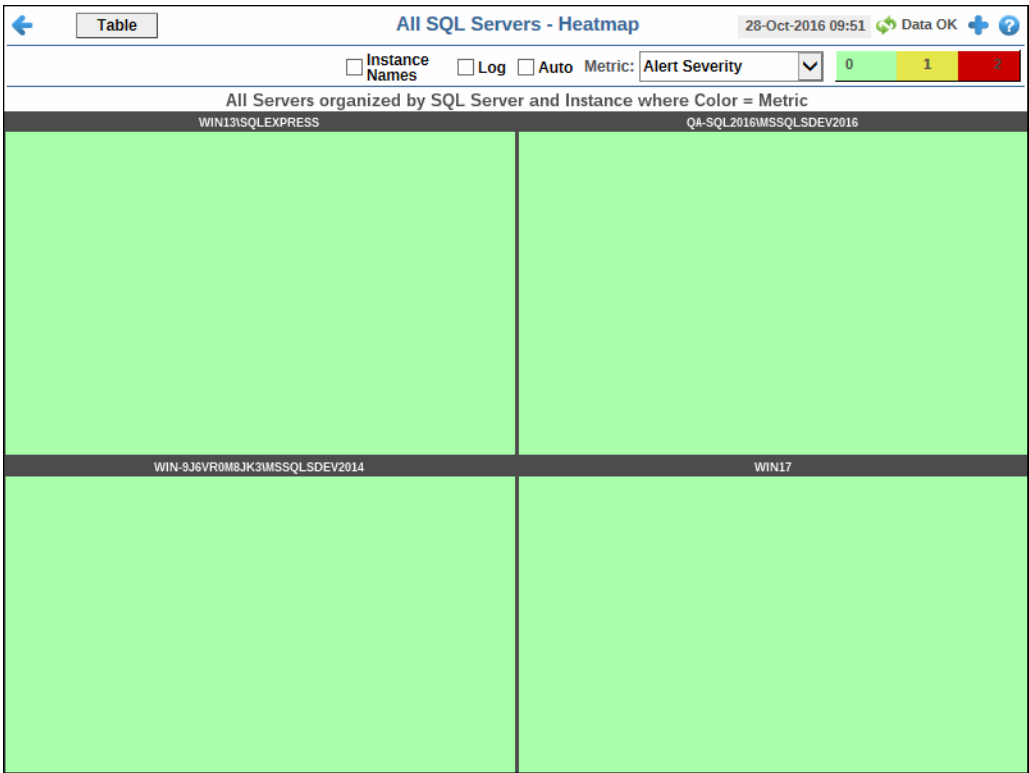 Table
All SQL Servers - Heatmap
28-Oct-2016 09:51
Data OK
Instance
Names
Log
Auto
Metric:
Alert Severity
0
1
2
All Servers organized by SQL Server and Instance where Color = Metric
WIN13\SQLEXPRESS
QA-SQL2016\MSSQLSDEV2016
WIN-9J6VR0M8JK3\MSSQLSDEV2014
WIN17